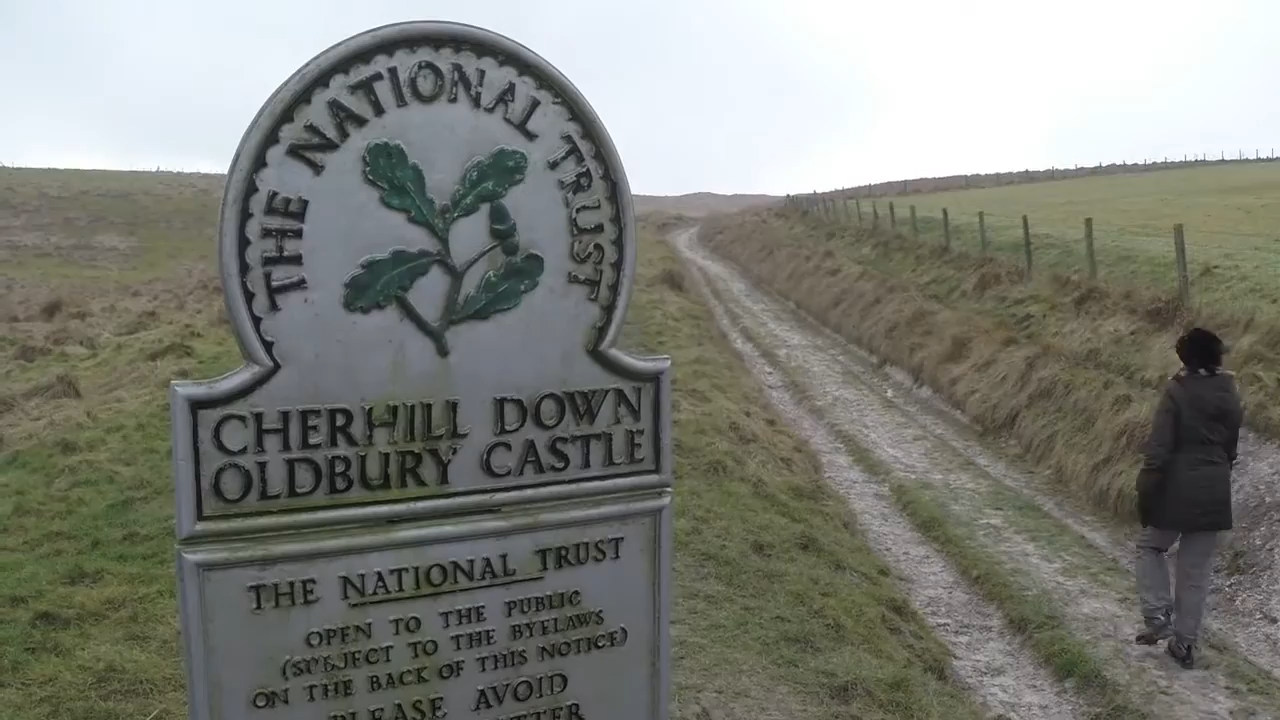 THE NATIONAL TRUST
CHERHILL DOWN
OLDBURY CASTLE
THE NATIONAL TRUST
OPEN TO THE PUBLIC
(SUBJECT TO THE BYELAWS
ON THE BACK OF THIS NOTICE)
PLEASE AVOID